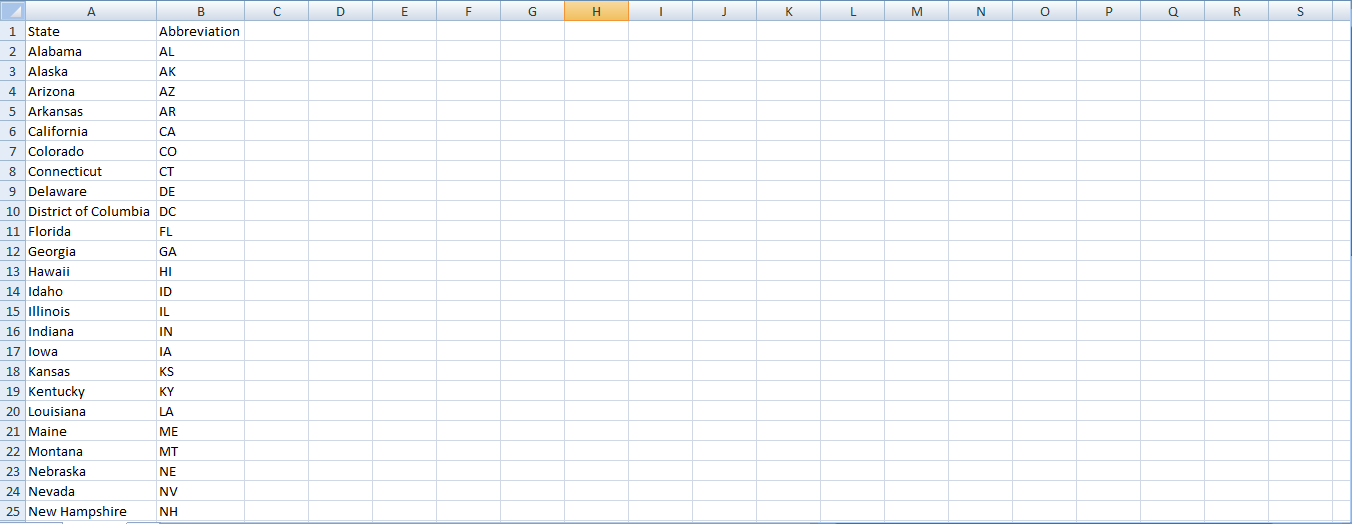 A B C D E F G H I J K L M N O P Q R S
1 State Abbreviation
2 Alabama AL
3 Alaska AK
4 Arizona AZ
5 Arkansas AR
6 California CA
7 Colorado CO
8 Connecticut CT
9 Delaware DE
10 District of Columbia DC
11 Florida FL
12 Georgia GA
13 Hawaii HI
14 Idaho ID
15 Illinois IL
16 Indiana IN
17 Iowa IA
18 Kansas KS
19 Kentucky KY
20 Louisiana LA
21 Maine ME
22 Montana MT
23 Nebraska NE
24 Nevada NV
25 New Hampshire NH